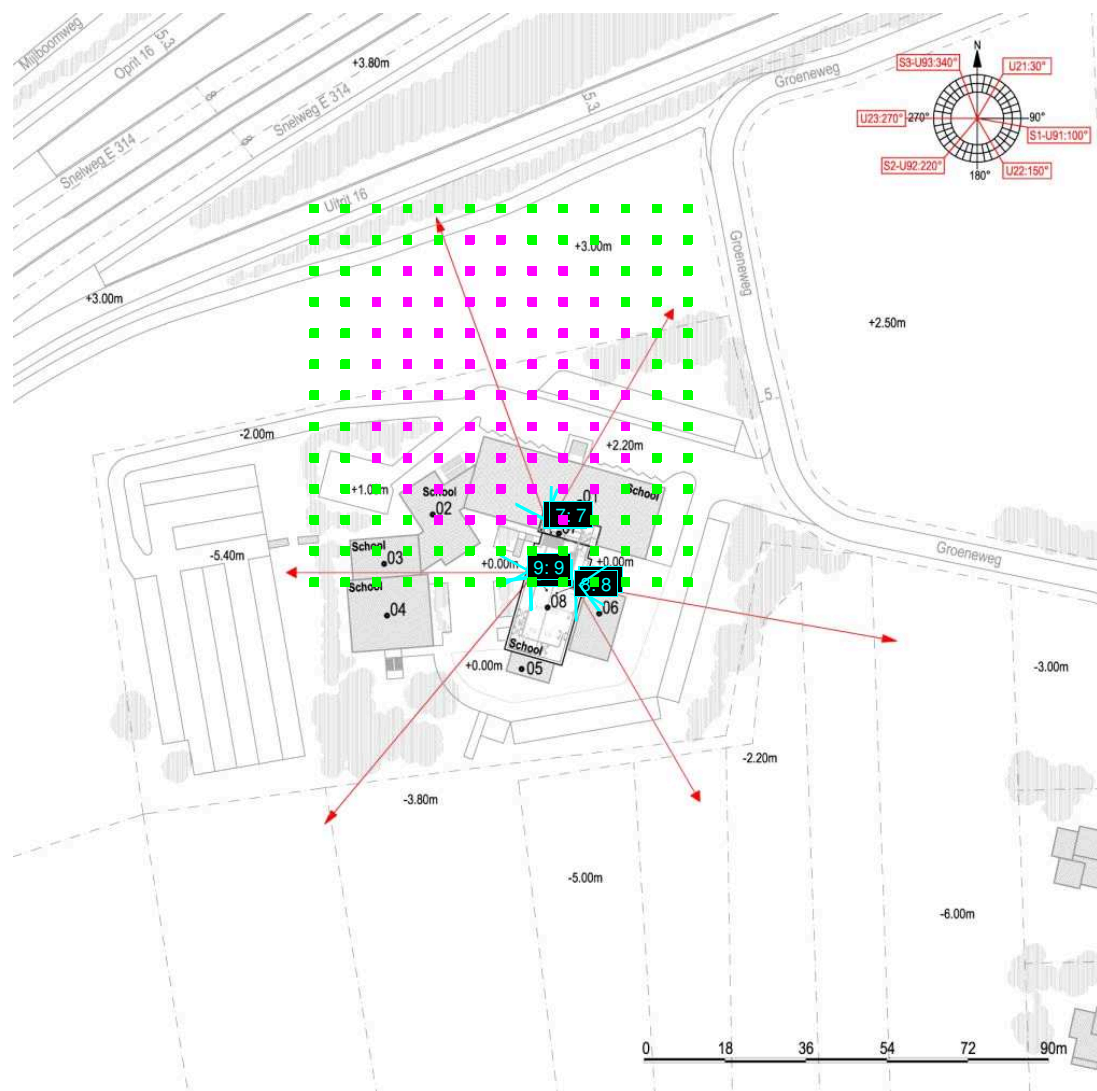 Mijlboomweg
Oprit 16
5.3
+3.80m
Snelweg E 314
8
8
Snelweg E 314
5.3
Uitrit 16
Groeneweg
N
S3-U93:340°
U21:30°
U23:270°
270°
90°
S1-U91:100°
S2-U92:220°
180°
U22:150°
+3.00m
Groeneweg
+3.00m
+2.50m
5
-2.00m
+2.20m
School
01
School
02
7: 7
School
03
-5.40m
+0.00m
+0.00m
Groeneweg
9: 9
8: 8
School
04
08
06
School
05
+0.00m
-3.00m
-2.20m
-3.80m
-5.00m
-6.00m
0 18 36 54 72 90m